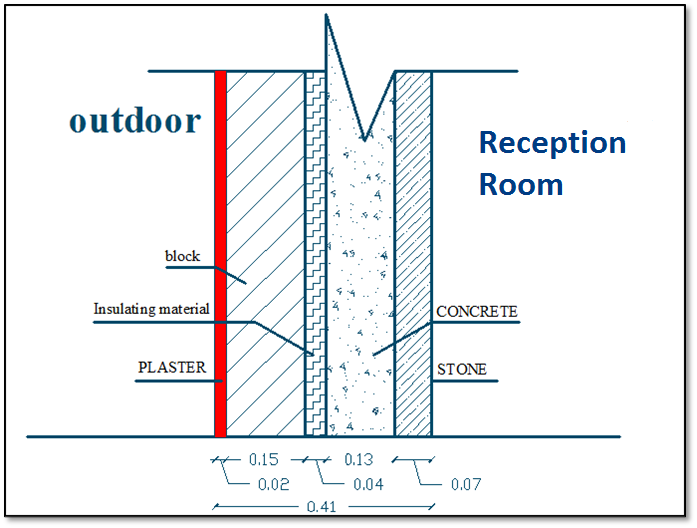 outdoor
Reception
Room
block
Insulating material
CONCRETE
PLASTER
STONE
0.15
0.13
0.02
0.04
0.07
0.41